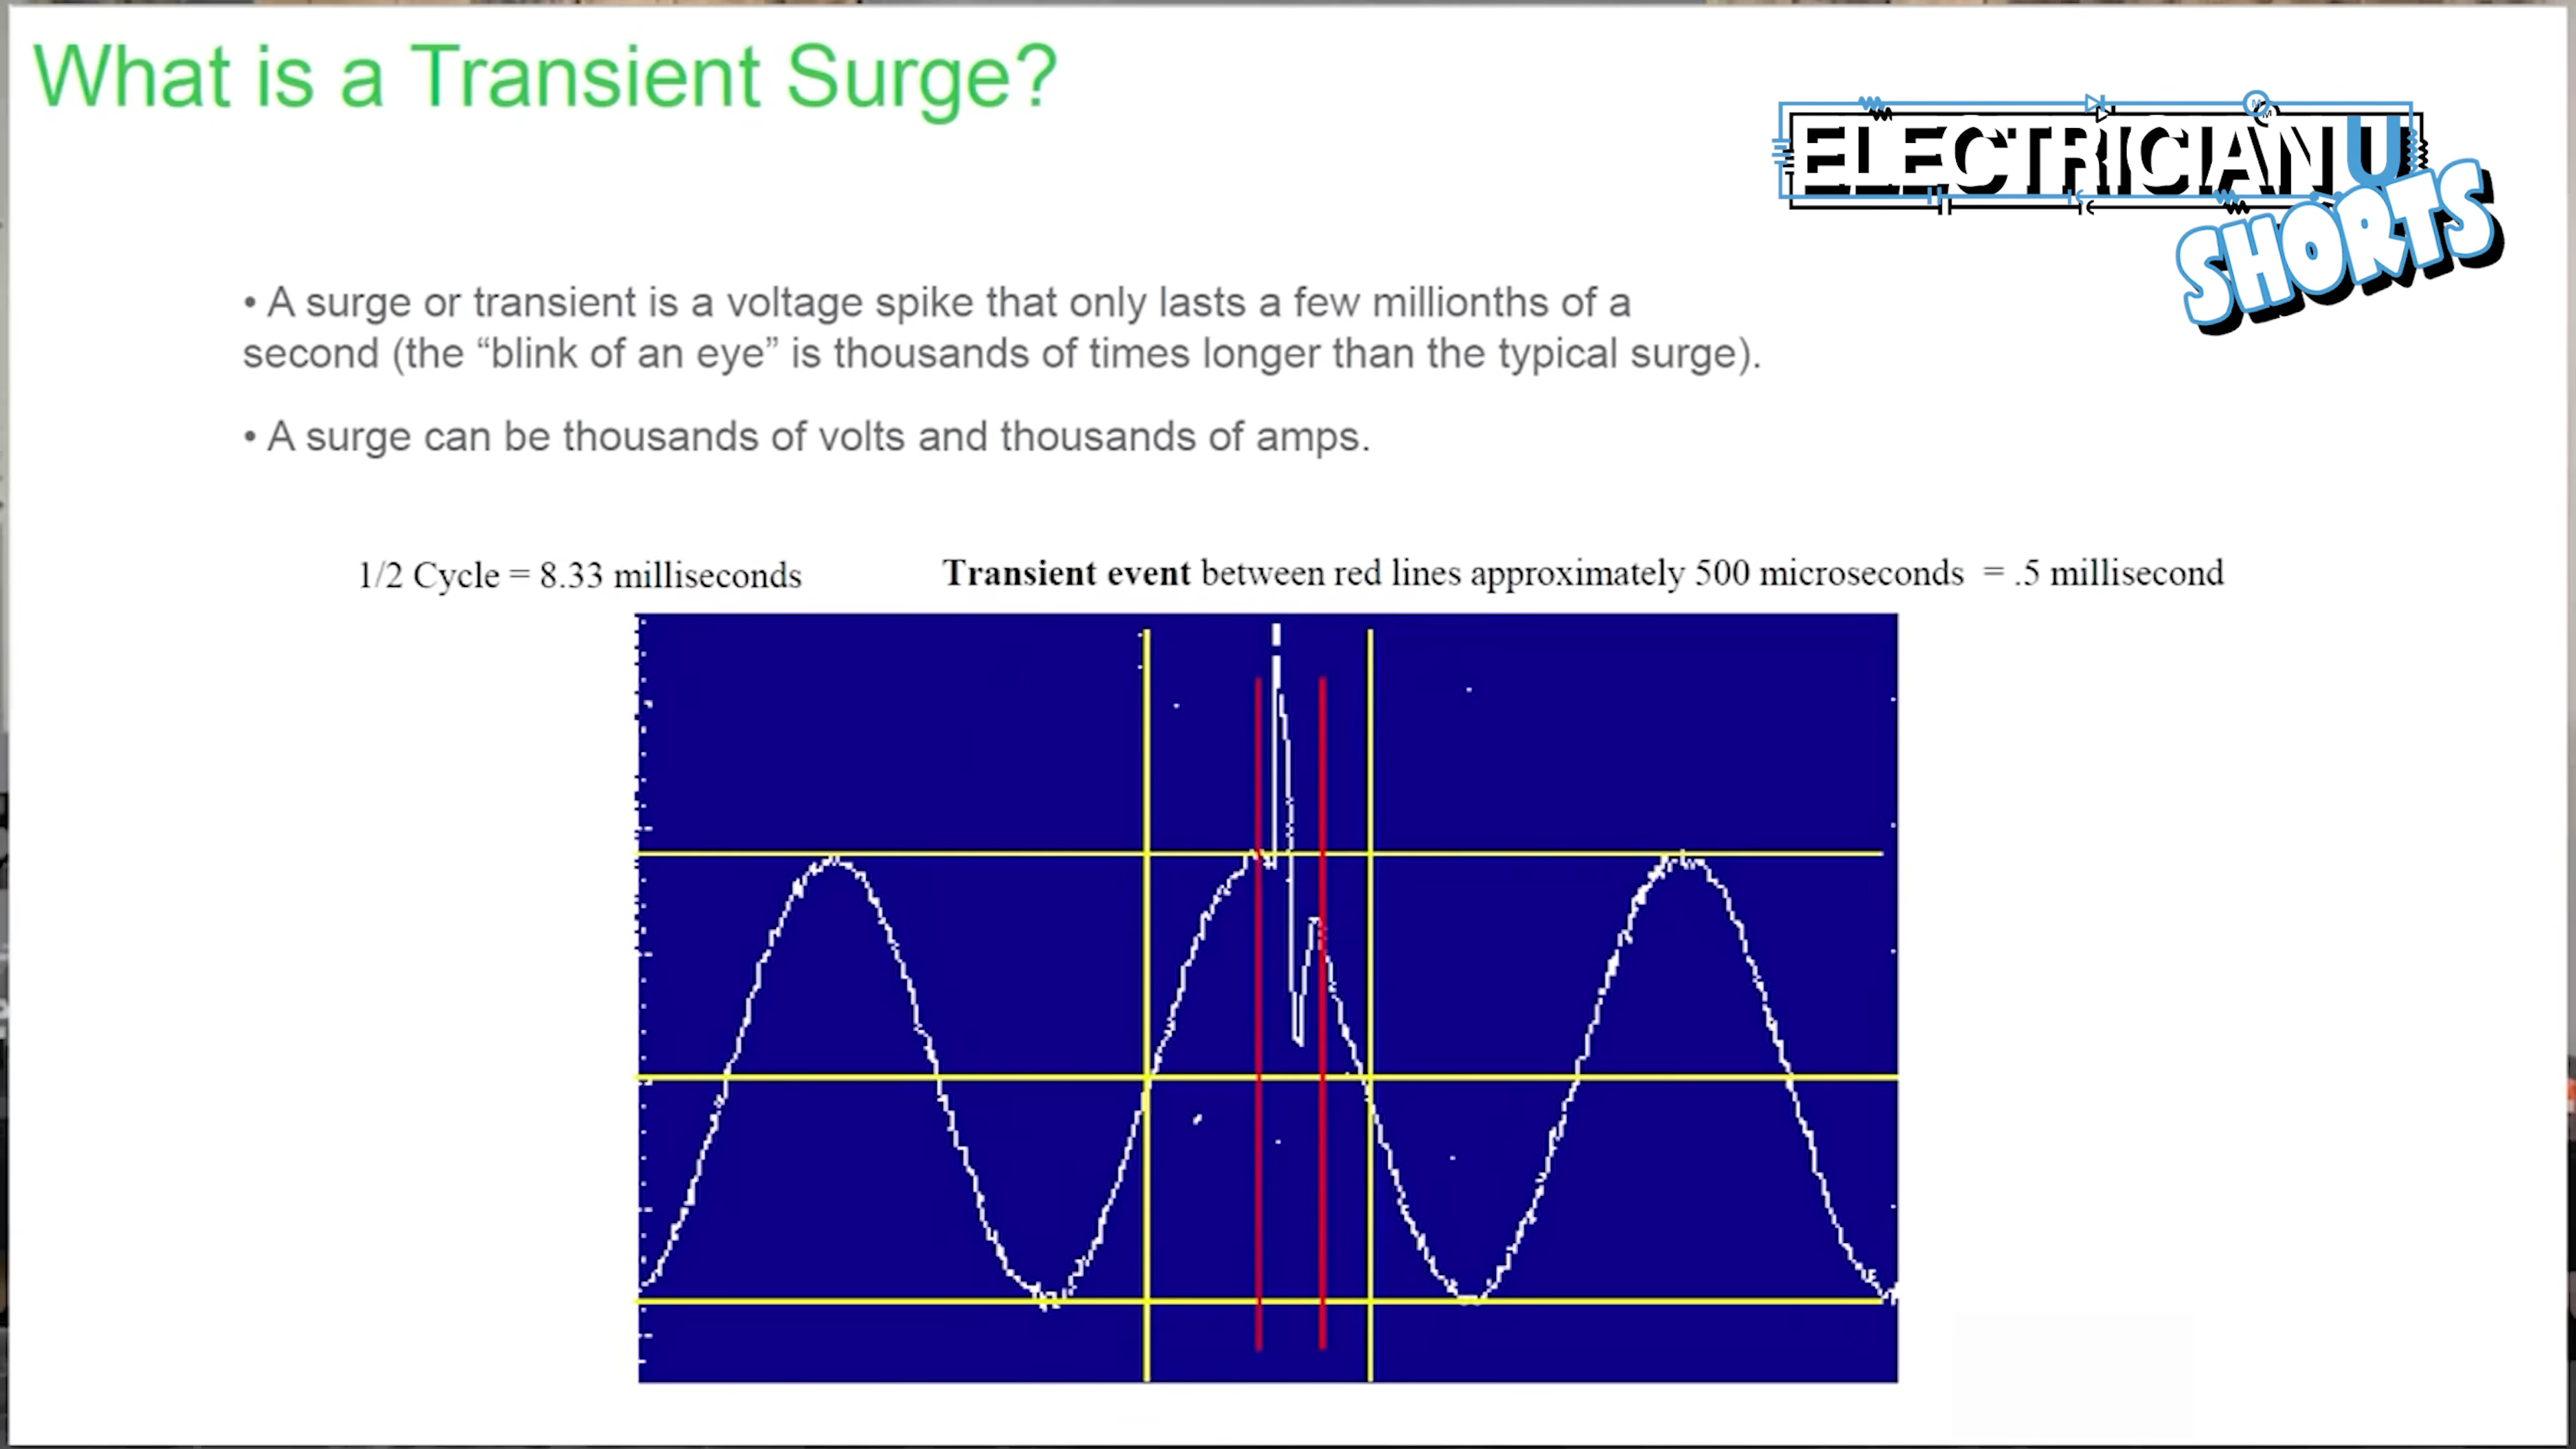 What is a Transient Surge?
ELECTRICIAN U
SHORTS
• A surge or transient is a voltage spike that only lasts a few millionths of a
second (the “blink of an eye” is thousands of times longer than the typical surge).
• A surge can be thousands of volts and thousands of amps.
1/2 Cycle = 8.33 milliseconds
Transient event between red lines approximately 500 microseconds = .5 millisecond